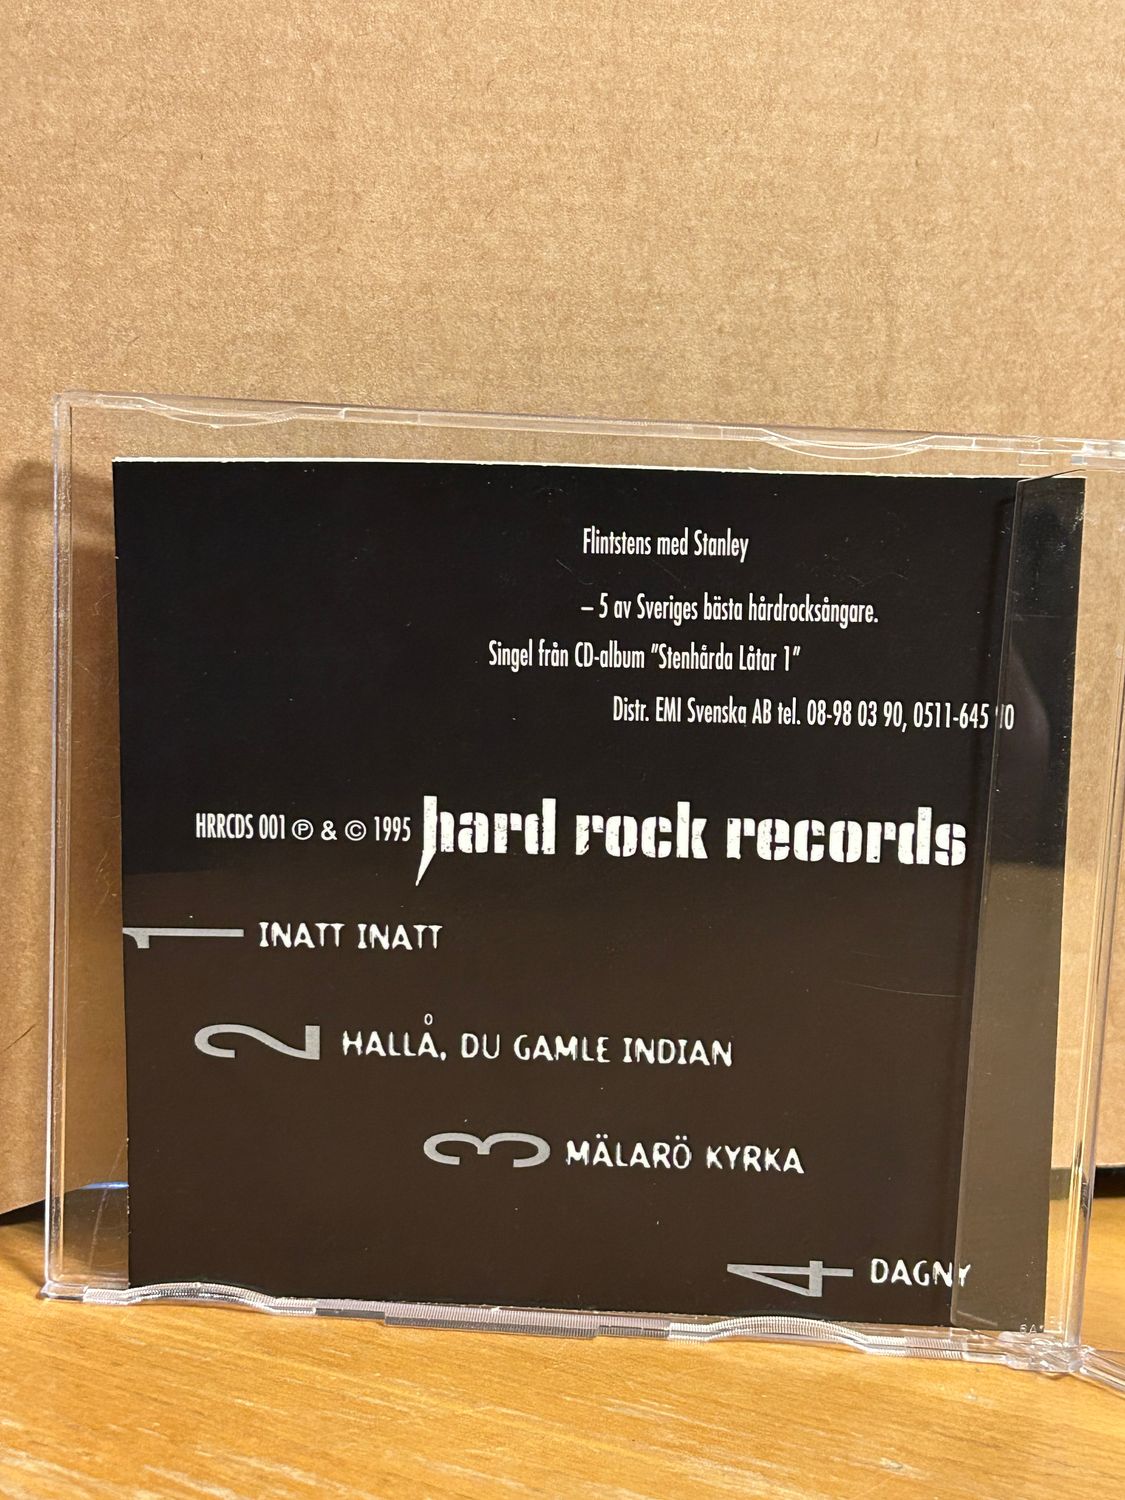 Flintstens med Stanley
– 5 av Sveriges bästa hårdrocksångare.
Singel från CD-album "Stenhårda Låtar 1"
Distr. EMI Svenska AB tel. 08-98 03 90, 0511-645
HRRCDS 001 ℗ & © 1995 hard rock records
1 INATT INATT
2 HALLÅ, DU GAMLE INDIAN
3 MÄLARÖ KYRKA
4 DAGNY